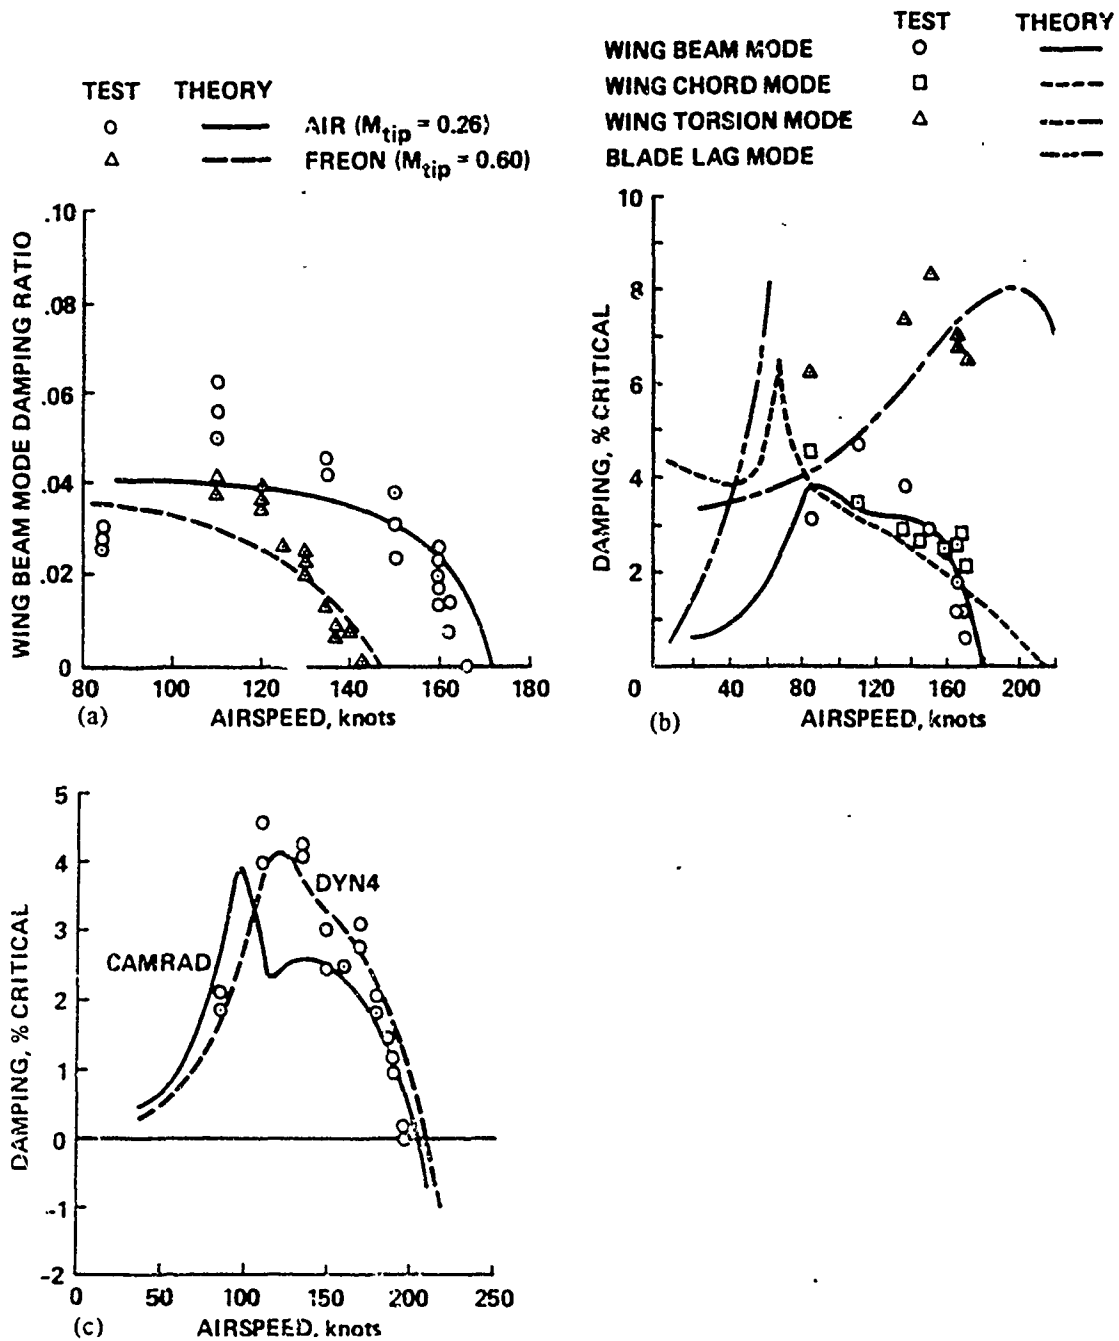 TEST THEORY
AIR (Mtip = 0.26)
FREON (Mtip = 0.60)
WING BEAM MODE DAMPING RATIO
.10
.08
.06
.04
.02
0
80 100 120 140 160 180
(a) AIRSPEED, knots
TEST THEORY
WING BEAM MODE
WING CHORD MODE
WING TORSION MODE
BLADE LAG MODE
DAMPING, % CRITICAL
10
8
6
4
2
0 40 80 120 160 200
(b) AIRSPEED, knots
DAMPING, % CRITICAL
5
4
3
2
1
0
-1
-2
CAMRAD
DYN4
0 50 100 150 200 250
(c) AIRSPEED, knots